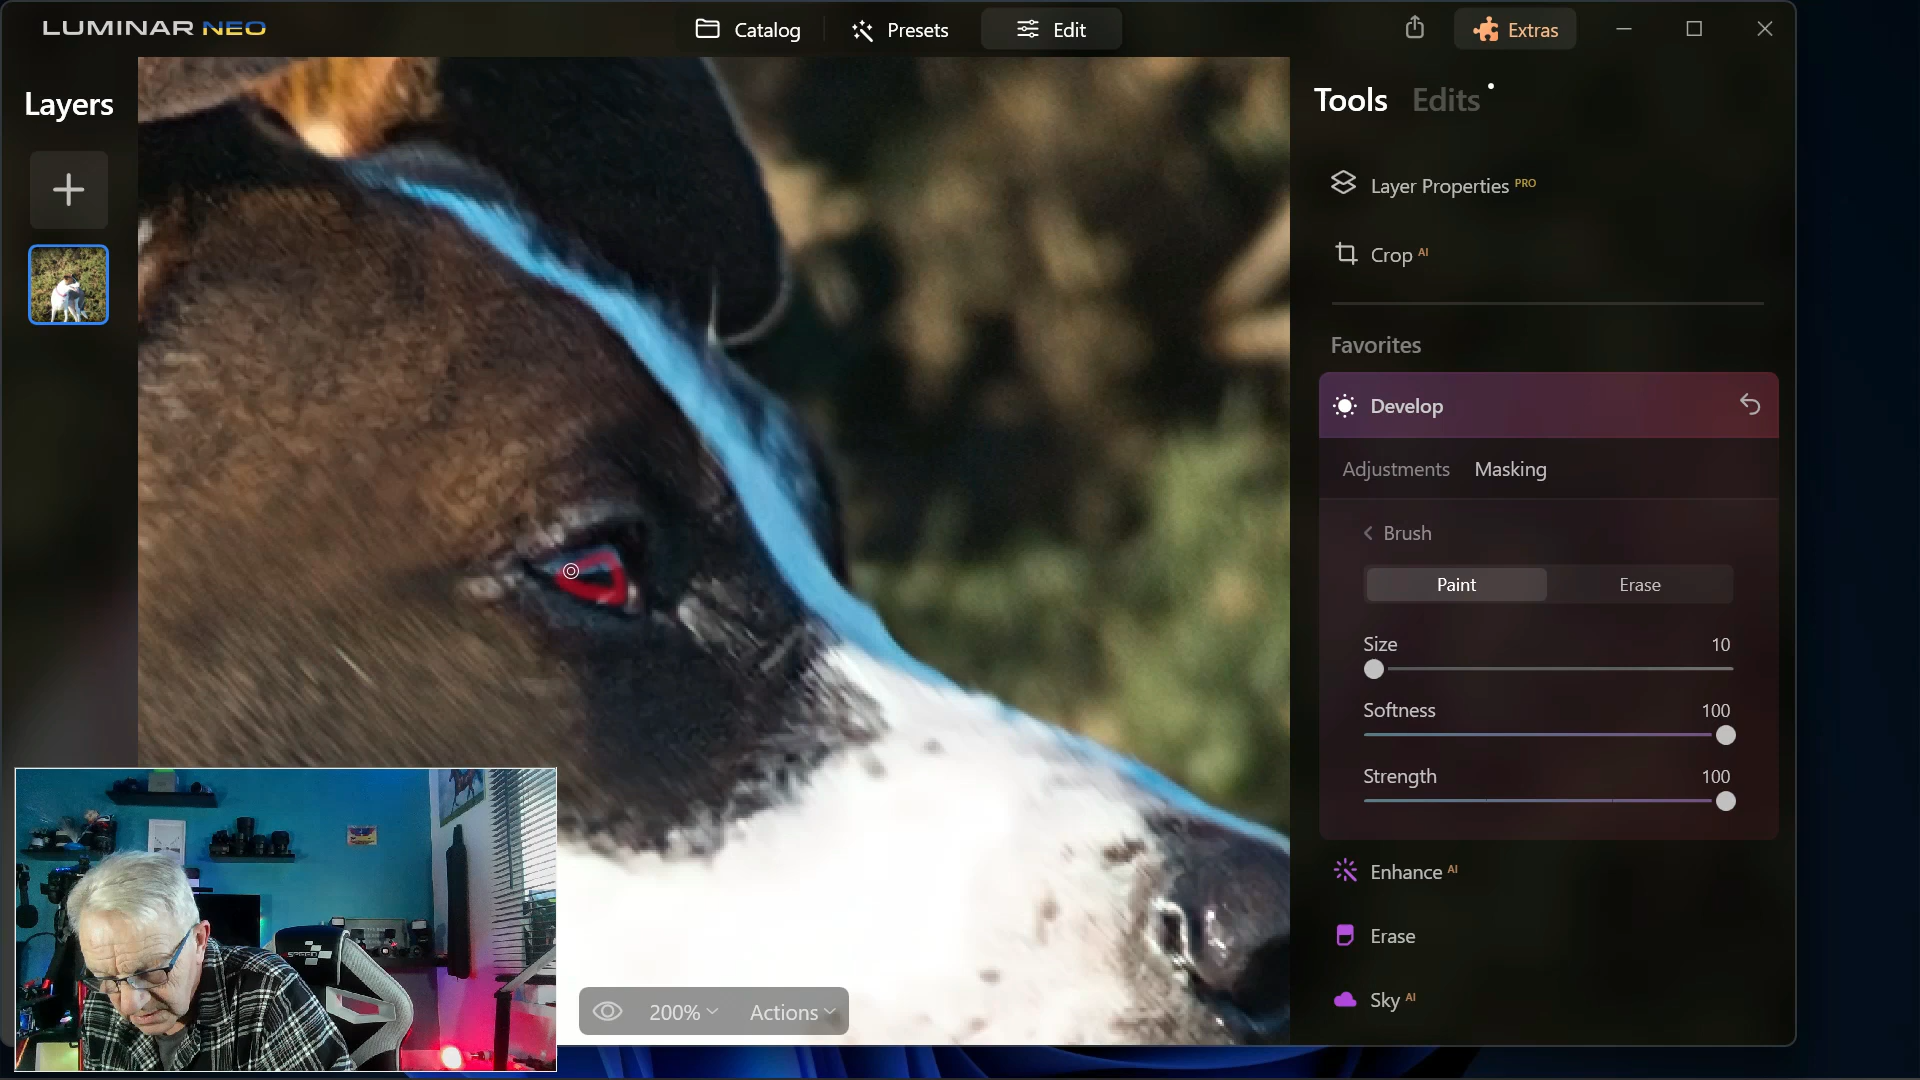 LUMINAR NEO
Catalog
Presets
Edit
Extras
Layers
Tools
Edits
Layer Properties PRO
Crop AI
Favorites
Develop
Adjustments
Masking
Brush
Paint
Erase
Size 10
Softness 100
Strength 100
Enhance AI
Erase
Sky AI
200%
Actions